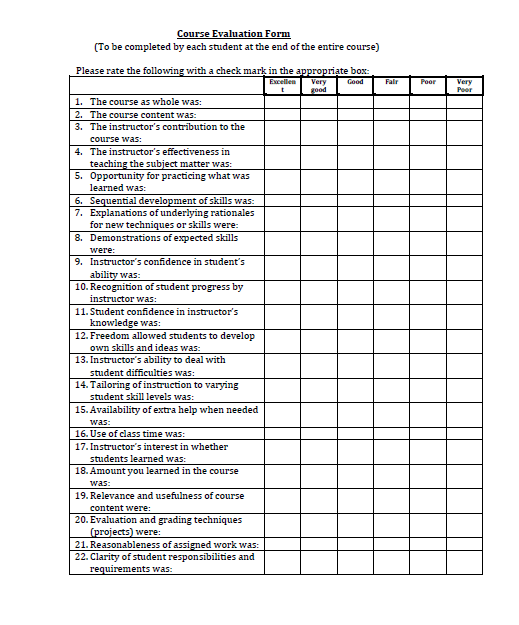 Course Evaluation Form
(To be completed by each student at the end of the entire course)
Please rate the following with a check mark in the appropriate box:
Excellen
t
Very
good
Good
Fair
Poor
Very
Poor
1. The course as whole was:
2. The course content was:
3. The instructor's contribution to the
course was:
4. The instructor's effectiveness in
teaching the subject matter was:
5. Opportunity for practicing what was
learned was:
6. Sequential development of skills was:
7. Explanations of underlying rationales
for new techniques or skills were:
8. Demonstrations of expected skills
were:
9. Instructor's confidence in student's
ability was:
10. Recognition of student progress by
instructor was:
11. Student confidence in instructor's
knowledge was:
12. Freedom allowed students to develop
own skills and ideas was:
13. Instructor's ability to deal with
student difficulties was:
14. Tailoring of instruction to varying
student skill levels was:
15. Availability of extra help when needed
was:
16. Use of class time was:
17. Instructor's interest in whether
students learned was:
18. Amount you learned in the course
was:
19. Relevance and usefulness of course
content were:
20. Evaluation and grading techniques
(projects) were:
21. Reasonableness of assigned work was:
22. Clarity of student responsibilities and
requirements was: